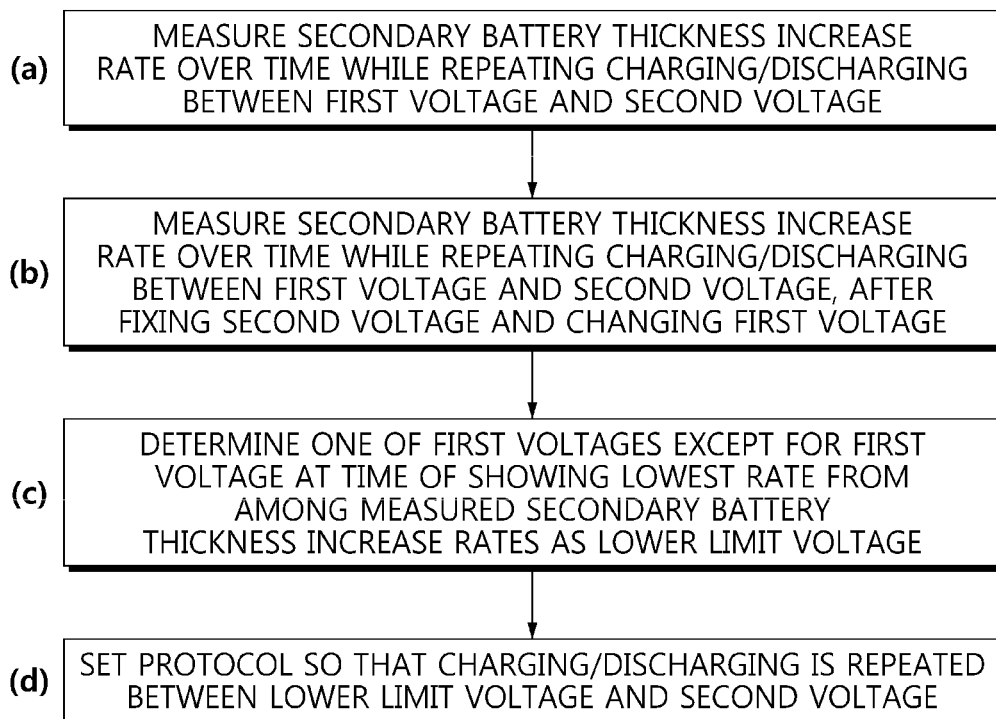 (a)
MEASURE SECONDARY BATTERY THICKNESS INCREASE
RATE OVER TIME WHILE REPEATING CHARGING/DISCHARGING
BETWEEN FIRST VOLTAGE AND SECOND VOLTAGE
(b)
MEASURE SECONDARY BATTERY THICKNESS INCREASE
RATE OVER TIME WHILE REPEATING CHARGING/DISCHARGING
BETWEEN FIRST VOLTAGE AND SECOND VOLTAGE, AFTER
FIXING SECOND VOLTAGE AND CHANGING FIRST VOLTAGE
(c)
DETERMINE ONE OF FIRST VOLTAGES EXCEPT FOR FIRST
VOLTAGE AT TIME OF SHOWING LOWEST RATE FROM
AMONG MEASURED SECONDARY BATTERY
THICKNESS INCREASE RATES AS LOWER LIMIT VOLTAGE
(d)
SET PROTOCOL SO THAT CHARGING/DISCHARGING IS REPEATED
BETWEEN LOWER LIMIT VOLTAGE AND SECOND VOLTAGE